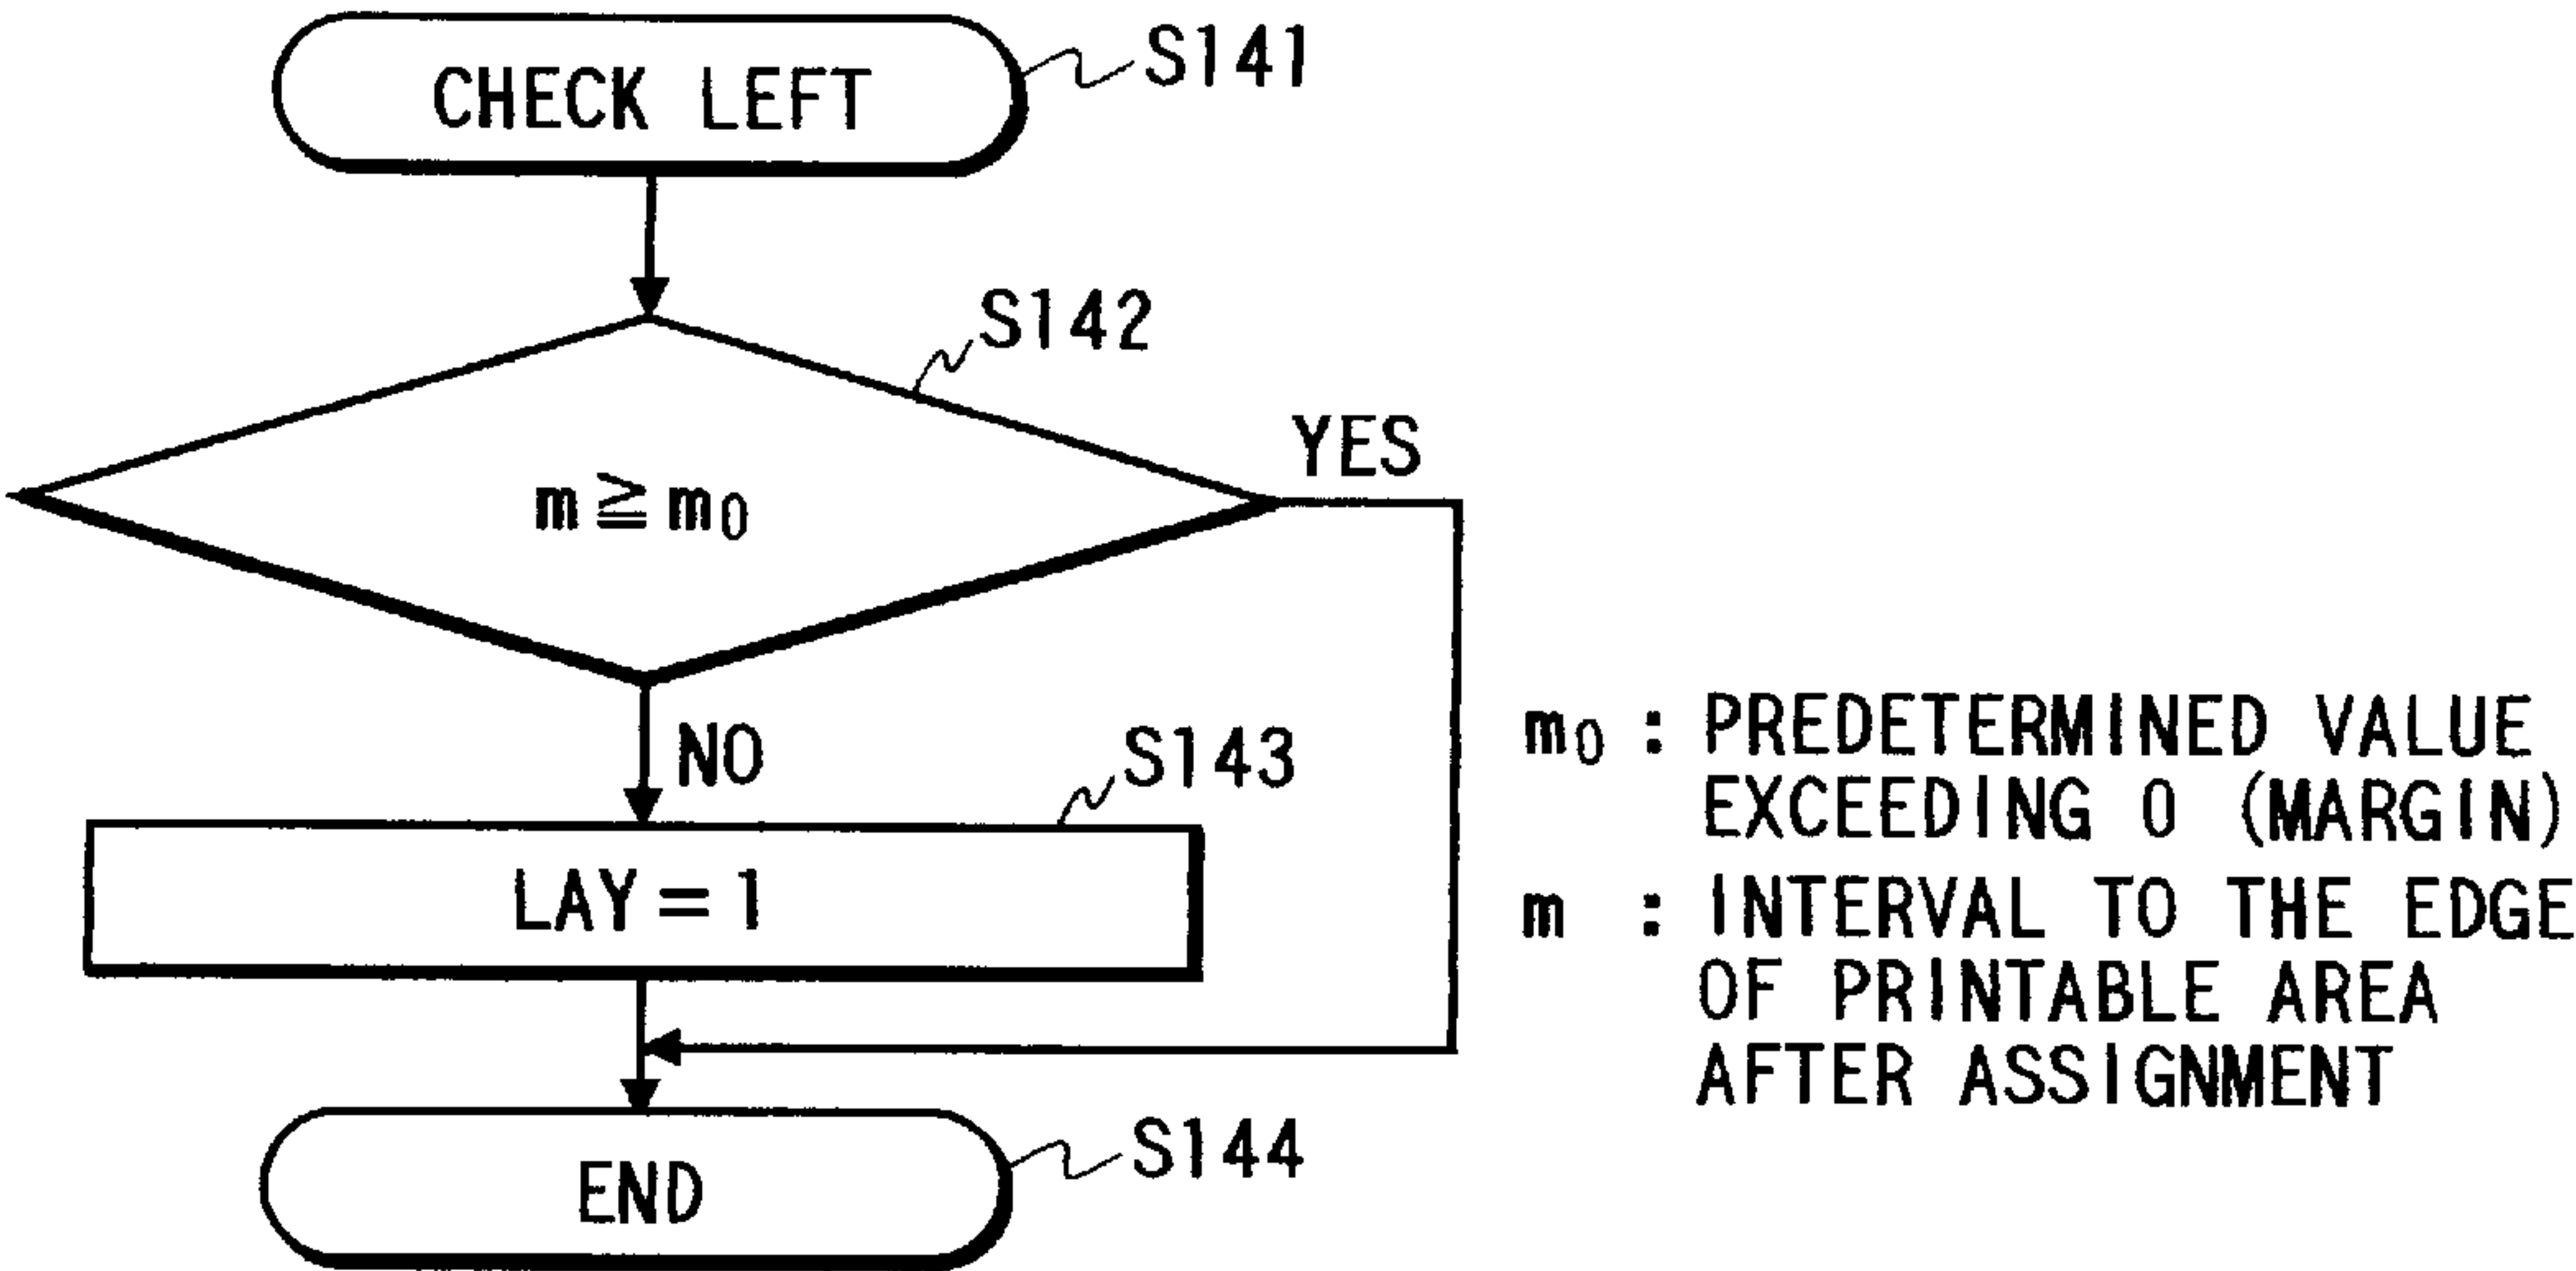 CHECK LEFT
S141
S142
m≧m₀
YES
NO
S143
LAY=1
m₀ : PREDETERMINED VALUE
EXCEEDING 0 (MARGIN)
m : INTERVAL TO THE EDGE
OF PRINTABLE AREA
AFTER ASSIGNMENT
END
S144